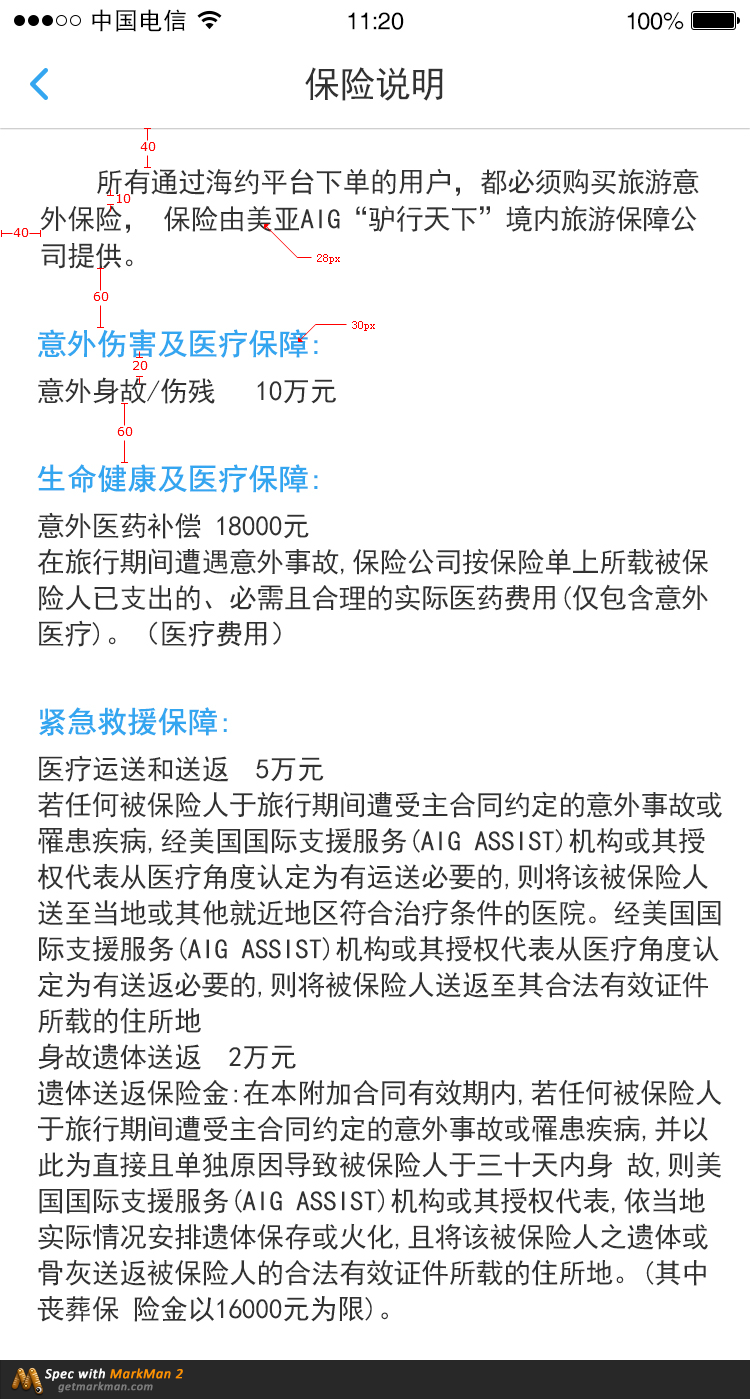 中国电信 11:20 100%
保险说明
40
所有通过海约平台下单的用户，都必须购买旅游意
10
外保险， 保险由美亚AIG“驴行天下”境内旅游保障公
40
司提供。
28px
60
30px
意外伤害及医疗保障:
20
意外身故/伤残 10万元
60
生命健康及医疗保障:
意外医药补偿 18000元
在旅行期间遭遇意外事故,保险公司按保险单上所载被保
险人已支出的、必需且合理的实际医药费用(仅包含意外
医疗)。（医疗费用）
紧急救援保障:
医疗运送和送返 5万元
若任何被保险人于旅行期间遭受主合同约定的意外事故或
罹患疾病,经美国国际支援服务(AIG ASSIST)机构或其授
权代表从医疗角度认定为有运送必要的,则将该被保险人
送至当地或其他就近地区符合治疗条件的医院。经美国国
际支援服务(AIG ASSIST)机构或其授权代表从医疗角度认
定为有送返必要的,则将被保险人送返至其合法有效证件
所载的住所地
身故遗体送返 2万元
遗体送返保险金:在本附加合同有效期内,若任何被保险人
于旅行期间遭受主合同约定的意外事故或罹患疾病,并以
此为直接且单独原因导致被保险人于三十天内身 故,则美
国国际支援服务(AIG ASSIST)机构或其授权代表,依当地
实际情况安排遗体保存或火化,且将该被保险人之遗体或
骨灰送返被保险人的合法有效证件所载的住所地。(其中
丧葬保 险金以16000元为限)。
Spec with MarkMan 2
getmarkman.com